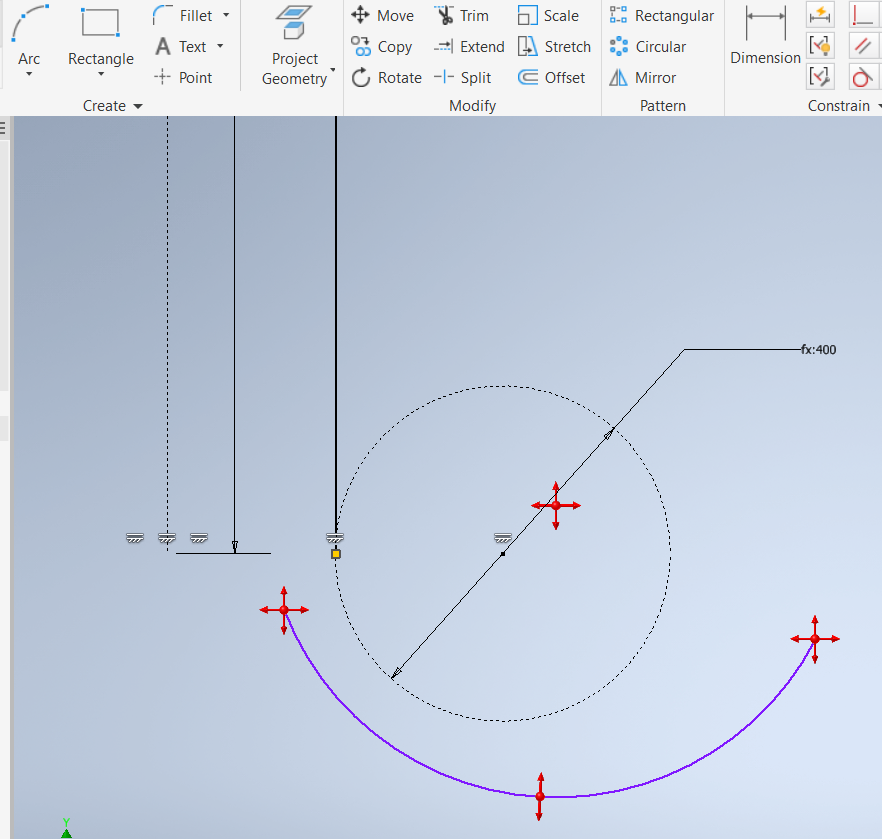 Arc
Rectangle
Fillet
Text
Point
Create
Project
Geometry
Move
Trim
Scale
Copy
Extend
Stretch
Rotate
Split
Offset
Modify
Rectangular
Circular
Mirror
Pattern
Dimension
Constrain
fx:400
Y